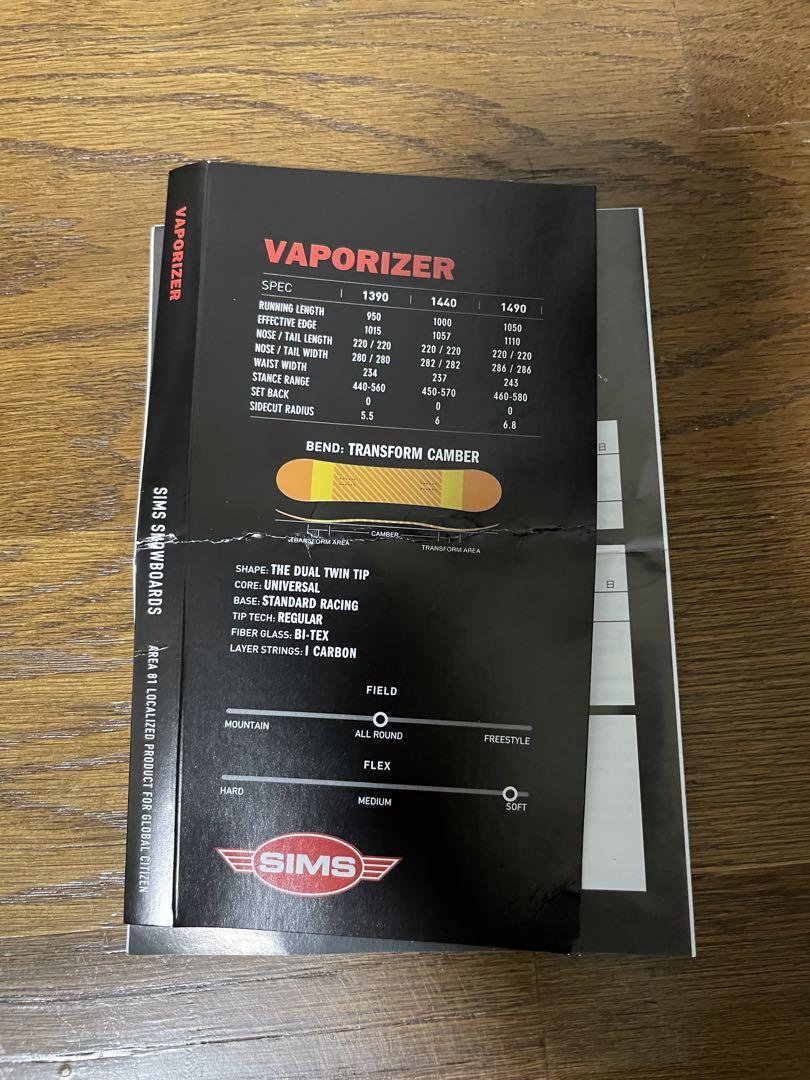 VAPORIZER
SIMS SNOWBOARDS
AREA 81 LOCALIZED PRODUCT FOR GLOBAL CITIZEN
VAPORIZER
SPEC | 1390 | 1440 | 1490 |
RUNNING LENGTH 950 1000 1050
EFFECTIVE EDGE 1015 1057 1110
NOSE / TAIL LENGTH 220 / 220 220 / 220 220 / 220
NOSE / TAIL WIDTH 280 / 280 282 / 282 286 / 286
WAIST WIDTH 234 237 243
STANCE RANGE 440-560 450-570 460-580
SET BACK 0 0 0
SIDECUT RADIUS 5.5 6 6.8
BEND: TRANSFORM CAMBER
TRANSFORM AREA CAMBER TRANSFORM AREA
SHAPE: THE DUAL TWIN TIP
CORE: UNIVERSAL
BASE: STANDARD RACING
TIP TECH: REGULAR
FIBER GLASS: BI-TEX
LAYER STRINGS: I CARBON
FIELD
MOUNTAIN ALL ROUND FREESTYLE
FLEX
HARD MEDIUM SOFT
SIMS
日
日